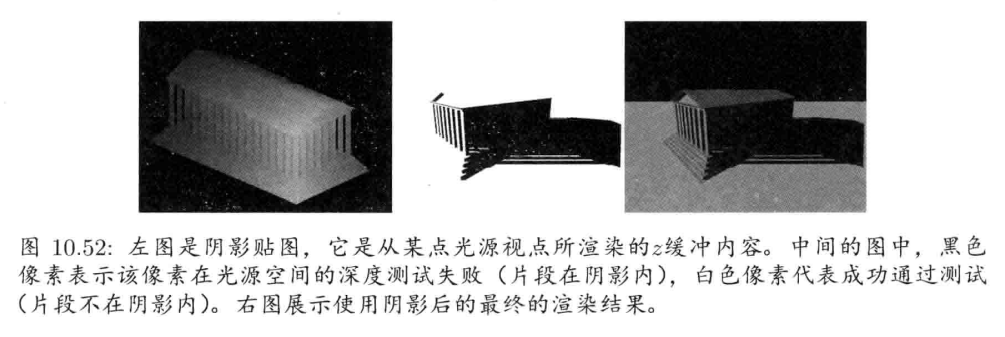 图 10.52: 左图是阴影贴图，它是从某点光源视点所渲染的z缓冲内容。中间的图中，黑色
像素表示该像素在光源空间的深度测试失败（片段在阴影内），白色像素代表成功通过测试
（片段不在阴影内）。右图展示使用阴影后的最终的渲染结果。